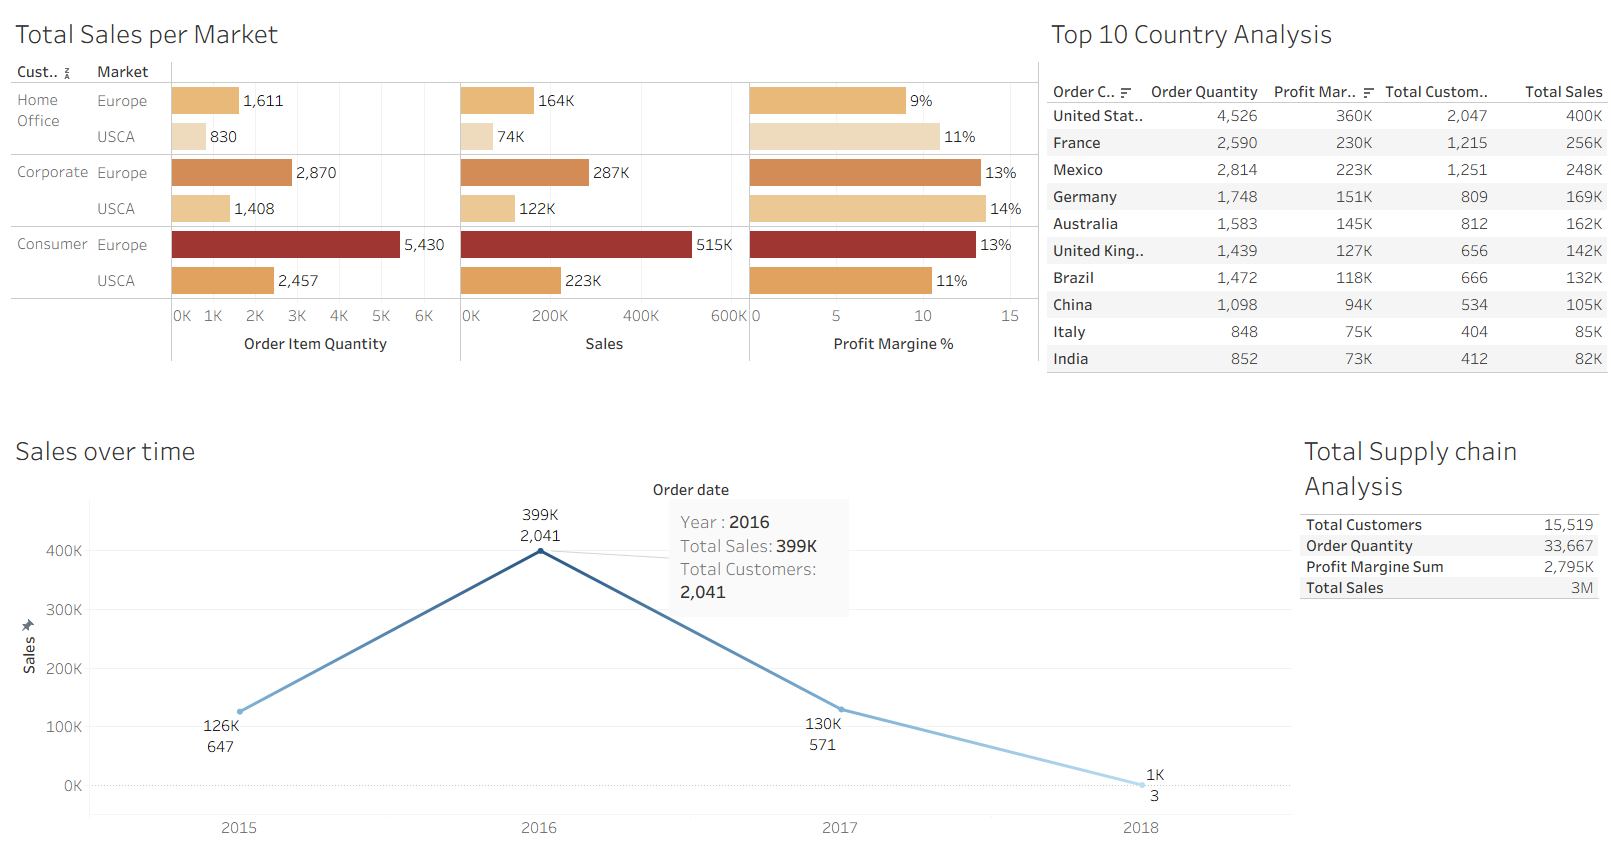 Total Sales per Market
Cust.. Market
Home Office Europe 1,611 164K 9%
USCA 830 74K 11%
Corporate Europe 2,870 287K 13%
USCA 1,408 122K 14%
Consumer Europe 5,430 515K 13%
USCA 2,457 223K 11%
0K 1K 2K 3K 4K 5K 6K 0K 200K 400K 600K 0 5 10 15
Order Item Quantity Sales Profit Margine %
Top 10 Country Analysis
Order C.. Order Quantity Profit Mar.. Total Custom.. Total Sales
United Stat.. 4,526 360K 2,047 400K
France 2,590 230K 1,215 256K
Mexico 2,814 223K 1,251 248K
Germany 1,748 151K 809 169K
Australia 1,583 145K 812 162K
United King.. 1,439 127K 656 142K
Brazil 1,472 118K 666 132K
China 1,098 94K 534 105K
Italy 848 75K 404 85K
India 852 73K 412 82K
Sales over time
Order date
399K
2,041
Year : 2016
Total Sales: 399K
Total Customers:
2,041
400K
300K
200K
100K
0K
Sales
126K
647
130K
571
1K
3
2015 2016 2017 2018
Total Supply chain
Analysis
Total Customers 15,519
Order Quantity 33,667
Profit Margine Sum 2,795K
Total Sales 3M